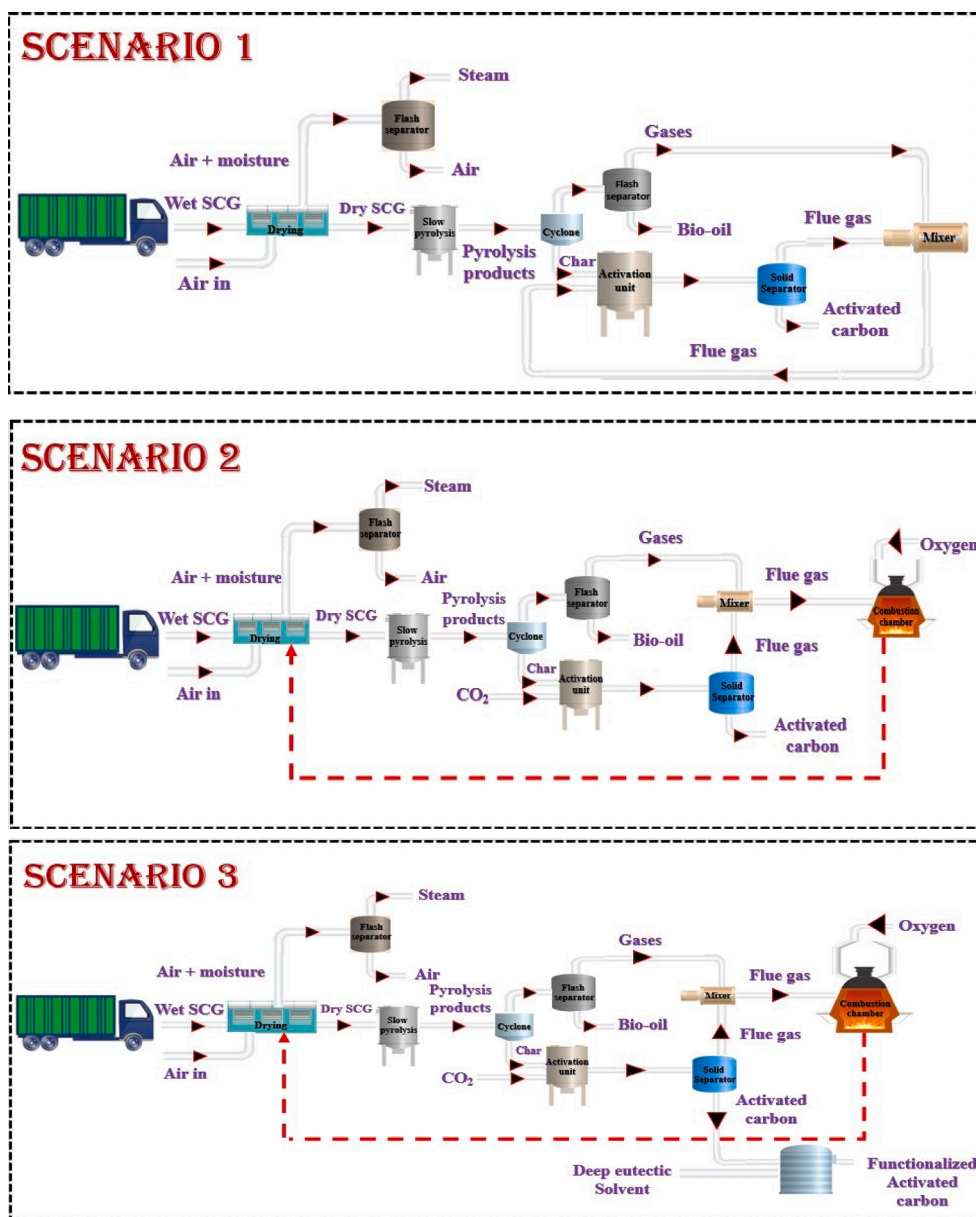 SCENARIO 1
Steam
Flash
separator
Air + moisture
Air
Gases
Wet SCG
Drying
Dry SCG
Slow
pyrolysis
Pyrolysis
products
Cyclone
Flash
separator
Bio-oil
Flue gas
Mixer
Air in
Char
Activation
unit
Solid
Separator
Activated
carbon
Flue gas
SCENARIO 2
Steam
Flash
separator
Air + moisture
Air
Gases
Oxygen
Wet SCG
Drying
Dry SCG
Slow
pyrolysis
Pyrolysis
products
Cyclone
Flash
separator
Bio-oil
Mixer
Flue gas
Combustion
chamber
Air in
CO₂
Char
Activation
unit
Flue gas
Solid
Separator
Activated
carbon
SCENARIO 3
Steam
Flash
separator
Air + moisture
Air
Gases
Oxygen
Wet SCG
Drying
Dry SCG
Slow
pyrolysis
Pyrolysis
products
Cyclone
Flash
separator
Bio-oil
Mixer
Flue gas
Combustion
chamber
Air in
CO₂
Char
Activation
unit
Flue gas
Solid
Separator
Activated
carbon
Deep eutectic
Solvent
Functionalized
Activated
carbon